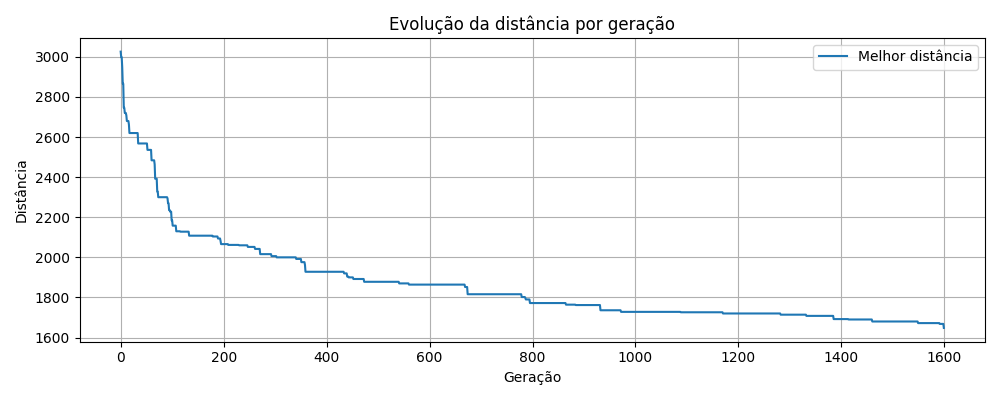 Evolução da distância por geração
Melhor distância
Distância
3000
2800
2600
2400
2200
2000
1800
1600
0 200 400 600 800 1000 1200 1400 1600
Geração